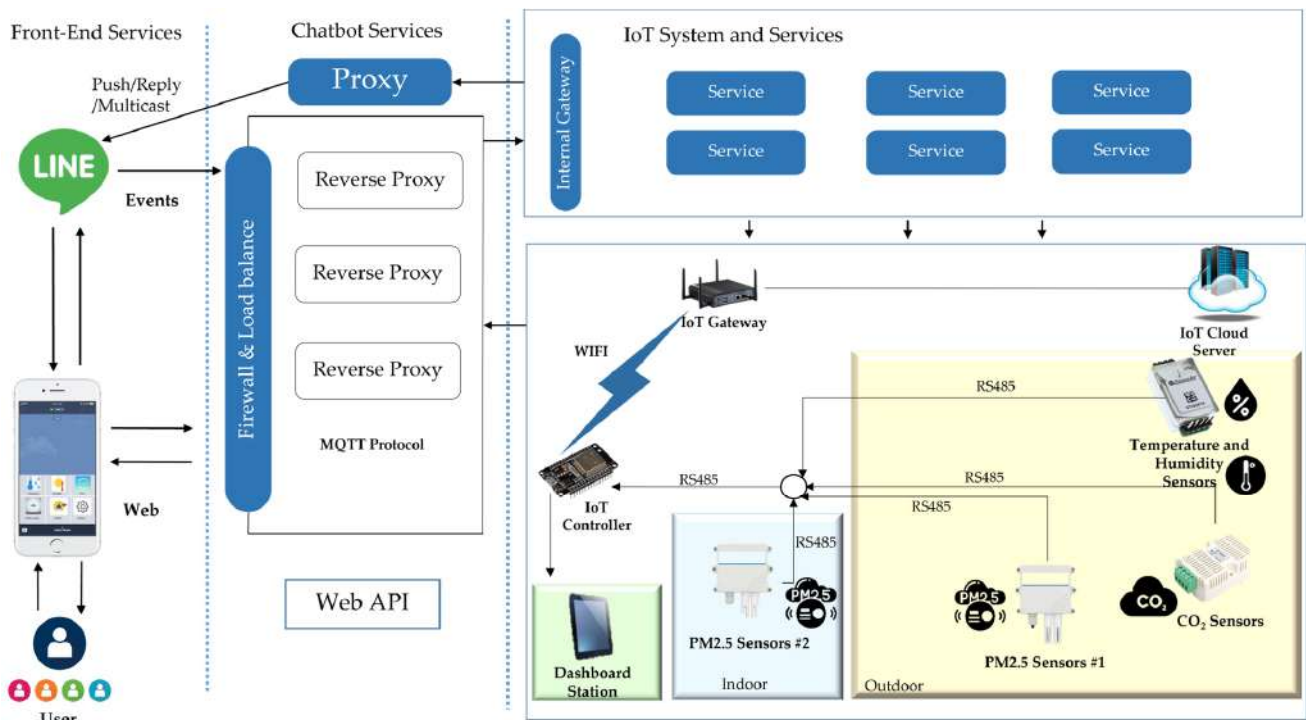 Front-End Services
Chatbot Services
IoT System and Services
Push/Reply
/Multicast
Proxy
Internal Gateway
Service
Service
Service
Service
Service
Service
LINE
Events
Firewall & Load balance
Reverse Proxy
Reverse Proxy
Reverse Proxy
MQTT Protocol
Web
Web API
User
IoT Gateway
WIFI
IoT Cloud
Server
RS485
%
Temperature and
Humidity
Sensors
RS485
RS485
RS485
RS485
IoT
Controller
PM2.5
PM2.5 Sensors #2
Indoor
Dashboard
Station
PM2.5
PM2.5 Sensors #1
CO₂
CO₂ Sensors
Outdoor